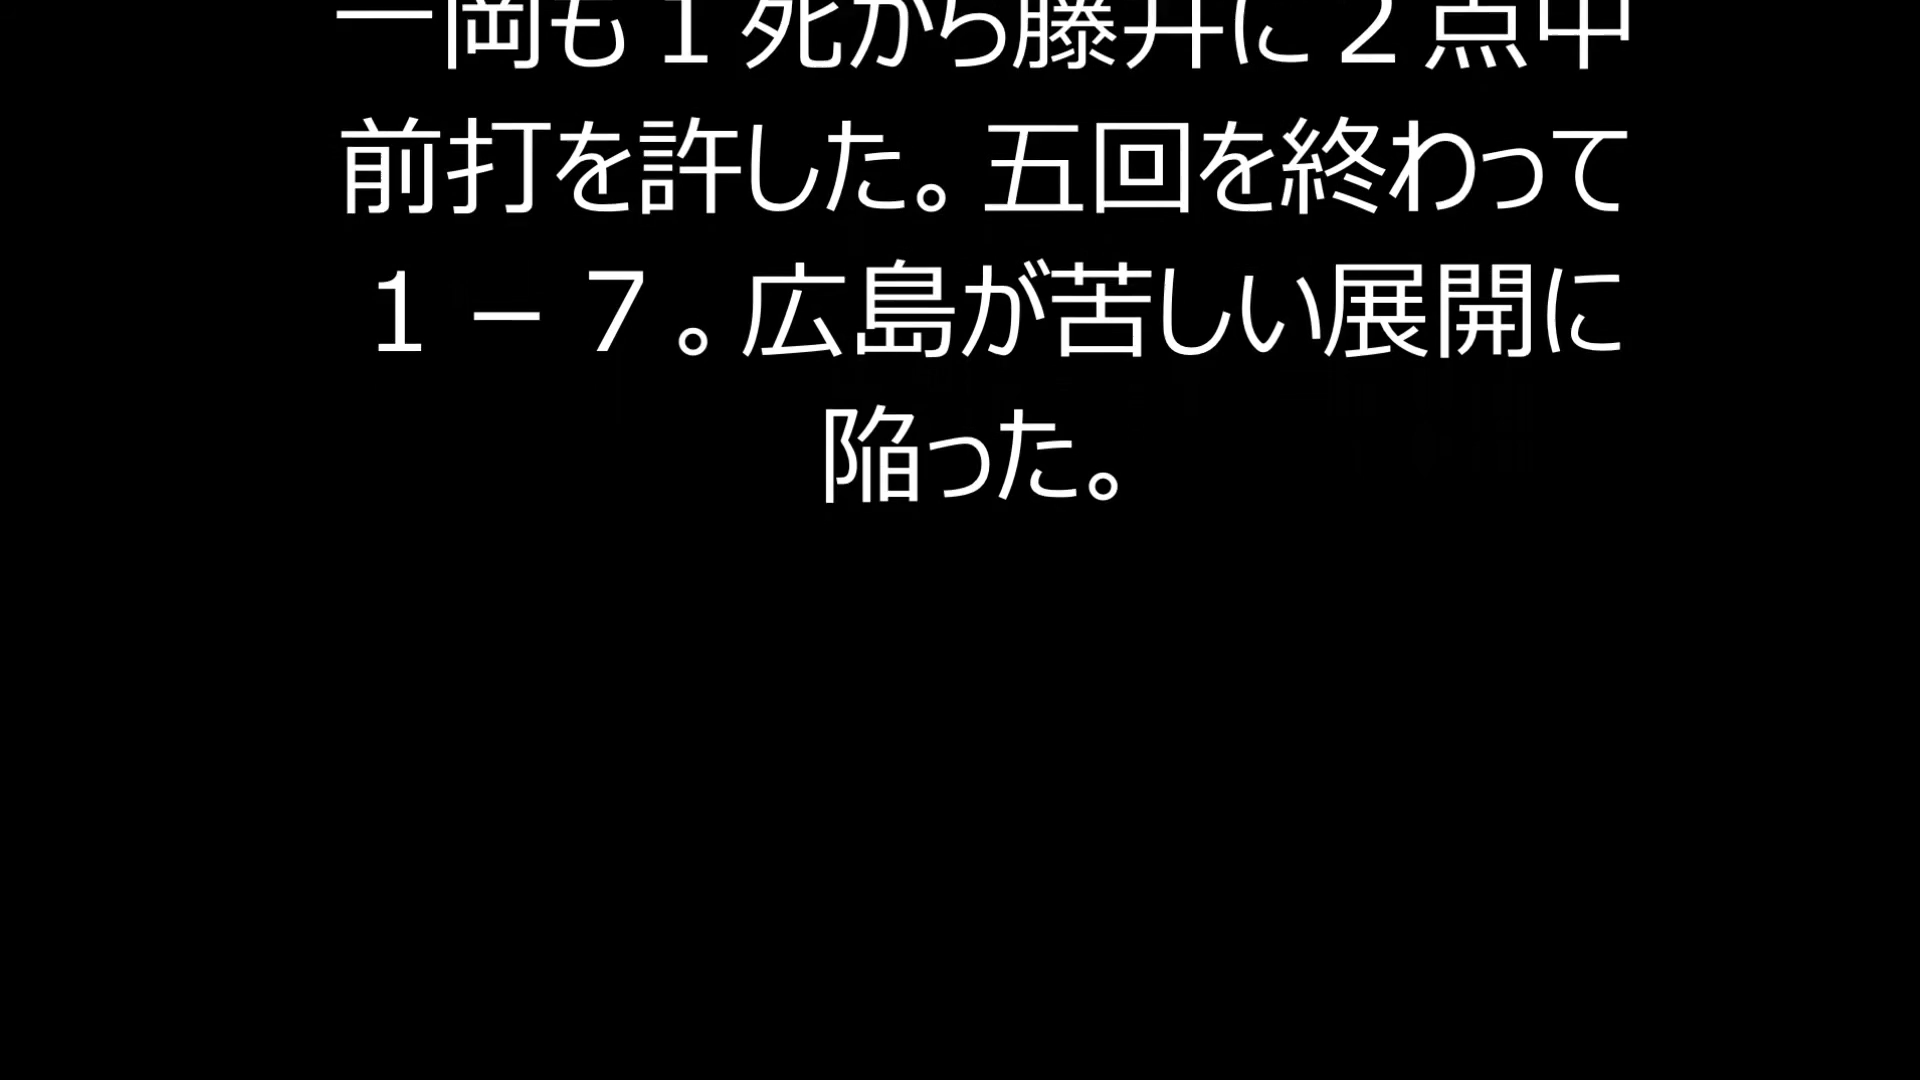 一岡も１死から藤井に２点中
前打を許した。五回を終わって
１－７。広島が苦しい展開に
陥った。